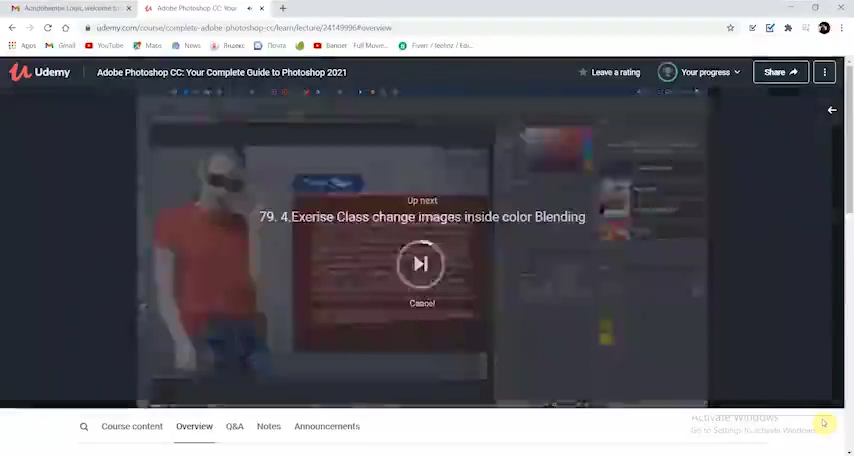 Adobe Photoshop CC: Your
udemy.com/course/complete-adobe-photoshop-cc/learn/lecture/24149996#overview
Apps Gmail YouTube Maps News Яндекс Почта Banoer Full Move... Fiverr / feelnz / Edi...
Udemy Adobe Photoshop CC: Your Complete Guide to Photoshop 2021 Leave a rating Your progress Share
Up next
79. 4.Exerise Class change images inside color Blending
Cancel
Course content Overview Q&A Notes Announcements
Activate Windows
Go to Settings to activate Windows.